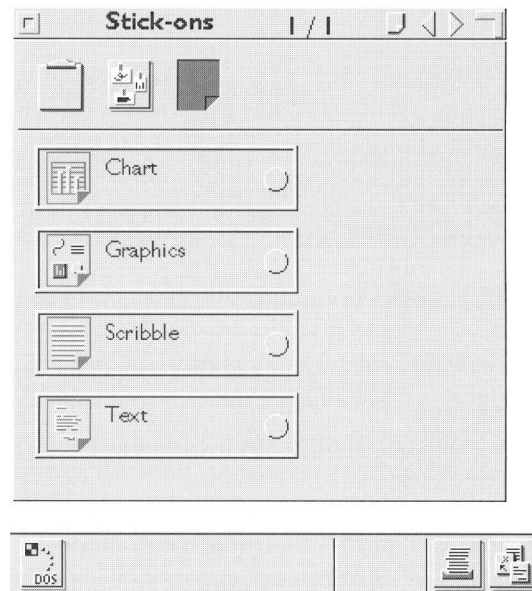 Stick-ons 1 / 1
Chart
Graphics
Scribble
Text
DOS